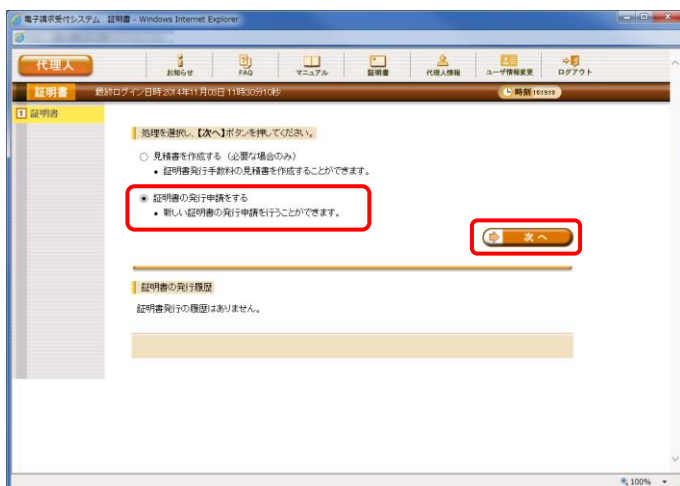 電子請求受付システム 証明書 - Windows Internet Explorer
代理人
お知らせ
FAQ
マニュアル
証明書
代理人情報
ユーザ情報変更
ログアウト
証明書
最終ログイン日時 2014年11月03日 11時30分10秒
時刻 16:19:19
1 証明書
処理を選択し、【次へ】ボタンを押してください。
見積書を作成する (必要な場合のみ)
• 証明書発行手数料の見積書を作成することができます。
証明書の発行申請をする
• 新しい証明書の発行申請を行うことができます。
次 へ
証明書の発行履歴
証明書発行の履歴はありません。
100%